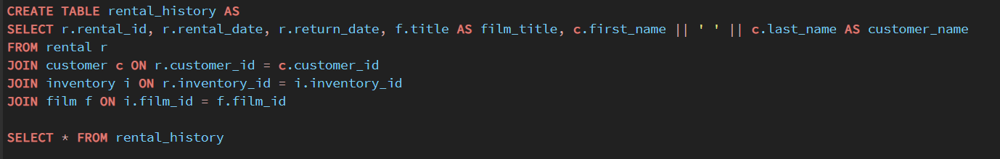 CREATE TABLE rental_history AS
SELECT r.rental_id, r.rental_date, r.return_date, f.title AS film_title, c.first_name || ' ' || c.last_name AS customer_name
FROM rental r
JOIN customer c ON r.customer_id = c.customer_id
JOIN inventory i ON r.inventory_id = i.inventory_id
JOIN film f ON i.film_id = f.film_id
SELECT * FROM rental_history